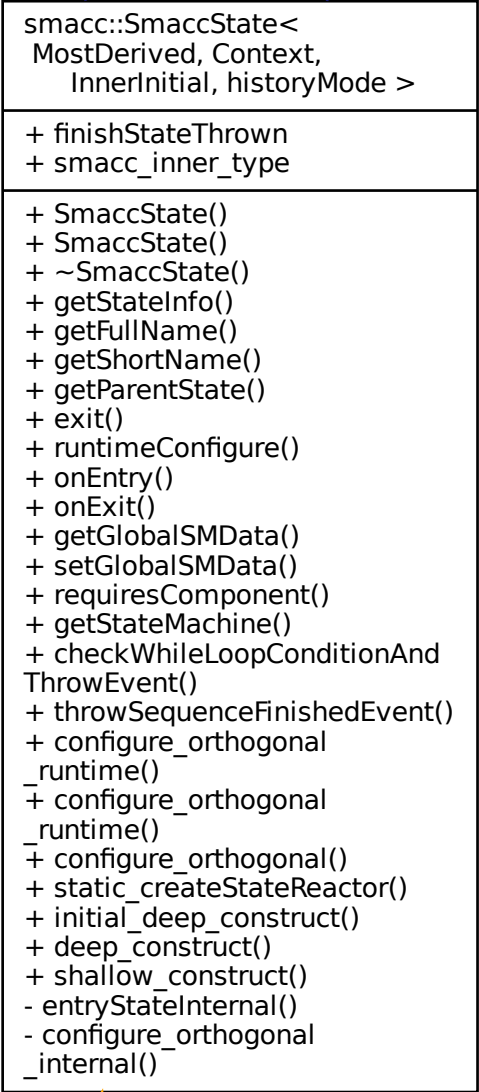 smacc::SmaccState<
MostDerived, Context,
InnerInitial, historyMode >
+ finishStateThrown
+ smacc_inner_type
+ SmaccState()
+ SmaccState()
+ ~SmaccState()
+ getStateInfo()
+ getFullName()
+ getShortName()
+ getParentState()
+ exit()
+ runtimeConfigure()
+ onEntry()
+ onExit()
+ getGlobalSMData()
+ setGlobalSMData()
+ requiresComponent()
+ getStateMachine()
+ checkWhileLoopConditionAnd
ThrowEvent()
+ throwSequenceFinishedEvent()
+ configure_orthogonal
_runtime()
+ configure_orthogonal
_runtime()
+ configure_orthogonal()
+ static_createStateReactor()
+ initial_deep_construct()
+ deep_construct()
+ shallow_construct()
- entryStateInternal()
- configure_orthogonal
_internal()